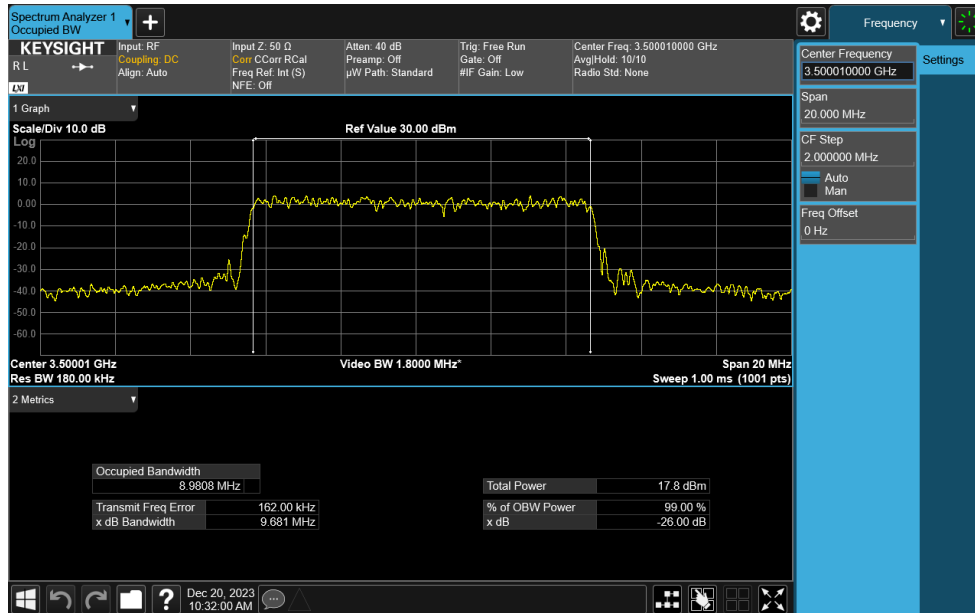 Spectrum Analyzer 1
Occupied BW
Frequency
KEYSIGHT
R L
LXI
Input: RF
Coupling: DC
Align: Auto
Input Z: 50 Ω
Corr CCorr RCal
Freq Ref: Int (S)
NFE: Off
Atten: 40 dB
Preamp: Off
µW Path: Standard
Trig: Free Run
Gate: Off
#IF Gain: Low
Center Freq: 3.500010000 GHz
Avg|Hold: 10/10
Radio Std: None
Center Frequency
3.500010000 GHz
Settings
Span
20.000 MHz
CF Step
2.000000 MHz
Auto
Man
Freq Offset
0 Hz
1 Graph
Scale/Div 10.0 dB
Ref Value 30.00 dBm
Log
20.0
10.0
0.00
-10.0
-20.0
-30.0
-40.0
-50.0
-60.0
Center 3.50001 GHz
Video BW 1.8000 MHz*
Span 20 MHz
Res BW 180.00 kHz
Sweep 1.00 ms (1001 pts)
2 Metrics
Occupied Bandwidth
8.9808 MHz
Total Power 17.8 dBm
Transmit Freq Error 162.00 kHz
% of OBW Power 99.00 %
x dB Bandwidth 9.681 MHz
x dB -26.00 dB
?
Dec 20, 2023
10:32:00 AM